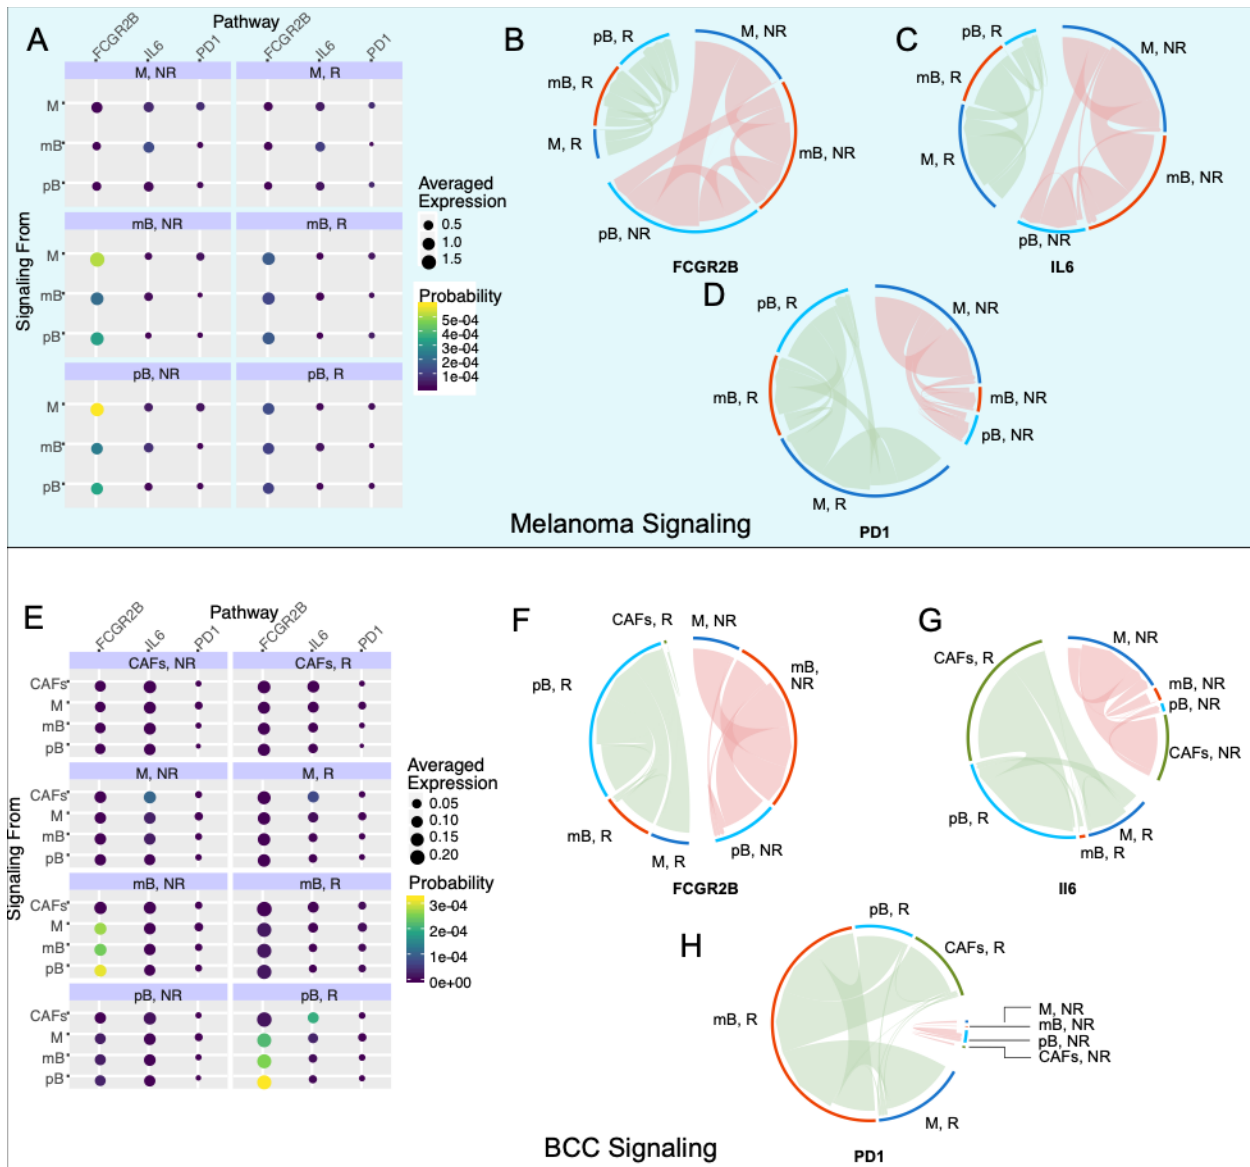 A
Pathway
FCGR2B
IL6
PD1
FCGR2B
IL6
PD1
M, NR
M, R
M
mB
pB
mB, NR
mB, R
M
mB
pB
pB, NR
pB, R
M
mB
pB
Signaling From
Averaged
Expression
0.5
1.0
1.5
Probability
5e-04
4e-04
3e-04
2e-04
1e-04
B
pB, R
M, NR
mB, R
M, R
mB, NR
pB, NR
FCGR2B
C
pB, R
M, NR
mB, R
M, R
mB, NR
pB, NR
IL6
D
pB, R
M, NR
mB, R
mB, NR
pB, NR
M, R
PD1
Melanoma Signaling
E
Pathway
FCGR2B
IL6
PD1
FCGR2B
IL6
PD1
CAFs, NR
CAFs, R
CAFs
M
mB
pB
M, NR
M, R
CAFs
M
mB
pB
mB, NR
mB, R
CAFs
M
mB
pB
pB, NR
pB, R
CAFs
M
mB
pB
Signaling From
Averaged
Expression
0.05
0.10
0.15
0.20
Probability
3e-04
2e-04
1e-04
0e+00
F
CAFs, R
M, NR
mB,
NR
pB, R
mB, R
M, R
pB, NR
FCGR2B
G
CAFs, R
M, NR
mB, NR
pB, NR
CAFs, NR
pB, R
mB, R
M, R
Il6
H
pB, R
CAFs, R
mB, R
M, NR
mB, NR
pB, NR
CAFs, NR
M, R
PD1
BCC Signaling